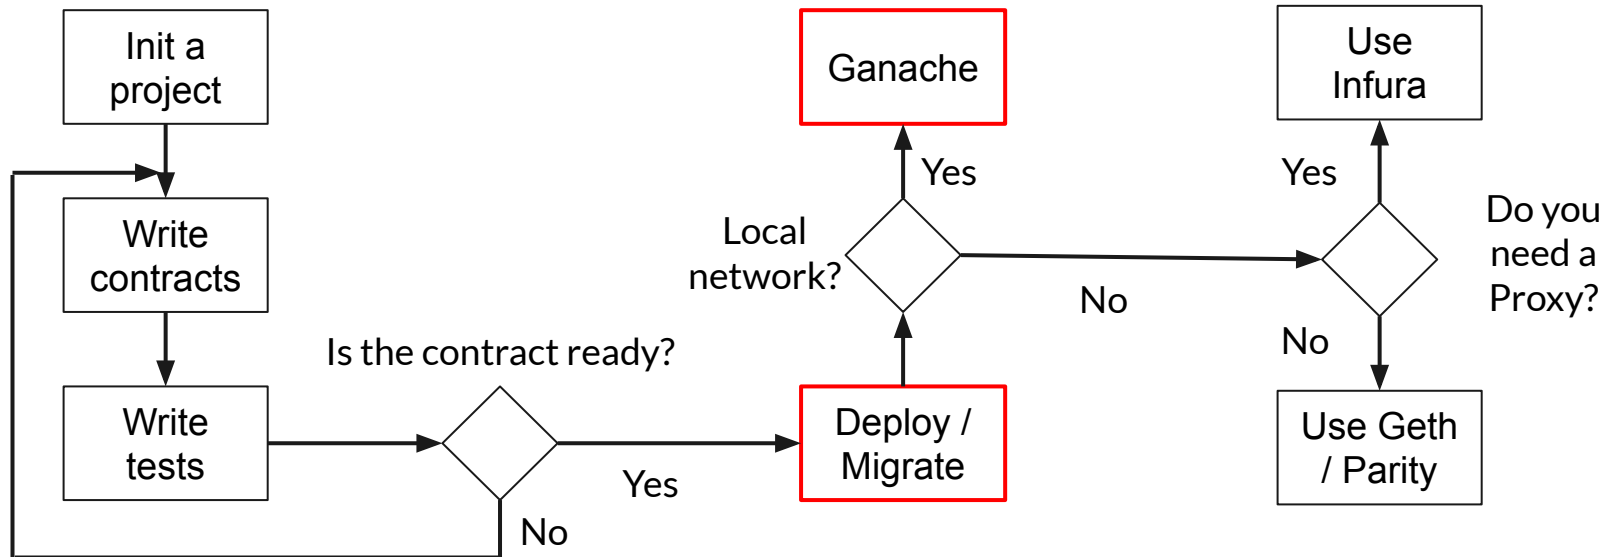 Init a
project
Write
contracts
Write
tests
Is the contract ready?
Yes
No
Deploy /
Migrate
Local
network?
Yes
Ganache
No
Do you
need a
Proxy?
Yes
Use
Infura
No
Use Geth
/ Parity